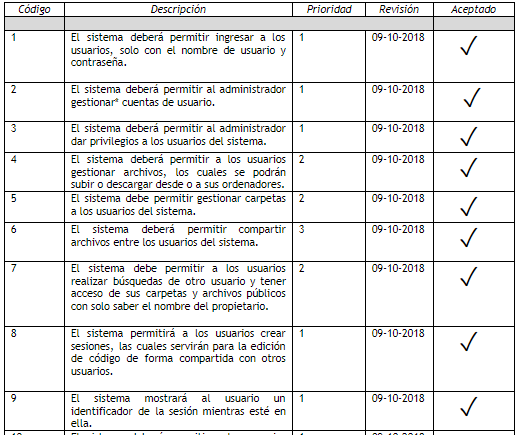 Código Descripción Prioridad Revisión Aceptado
1 El sistema deberá permitir ingresar a los 1 09-10-2018 ✓
usuarios, solo con el nombre de usuario y
contraseña.
2 El sistema deberá permitir al administrador 1 09-10-2018 ✓
gestionar* cuentas de usuario.
3 El sistema deberá permitir al administrador 1 09-10-2018 ✓
dar privilegios a los usuarios del sistema.
4 El sistema deberá permitir a los usuarios 2 09-10-2018 ✓
gestionar archivos, los cuales se podrán
subir o descargar desde o a sus ordenadores.
5 El sistema debe permitir gestionar carpetas 2 09-10-2018 ✓
a los usuarios del sistema.
6 El sistema deberá permitir compartir 3 09-10-2018 ✓
archivos entre los usuarios del sistema.
7 El sistema debe permitir a los usuarios 2 09-10-2018 ✓
realizar búsquedas de otro usuario y tener
acceso de sus carpetas y archivos públicos
con solo saber el nombre del propietario.
8 El sistema permitirá a los usuarios crear 1 09-10-2018 ✓
sesiones, las cuales servirán para la edición
de código de forma compartida con otros
usuarios.
9 El sistema mostrará al usuario un 1 09-10-2018 ✓
identificador de la sesión mientras esté en
ella.